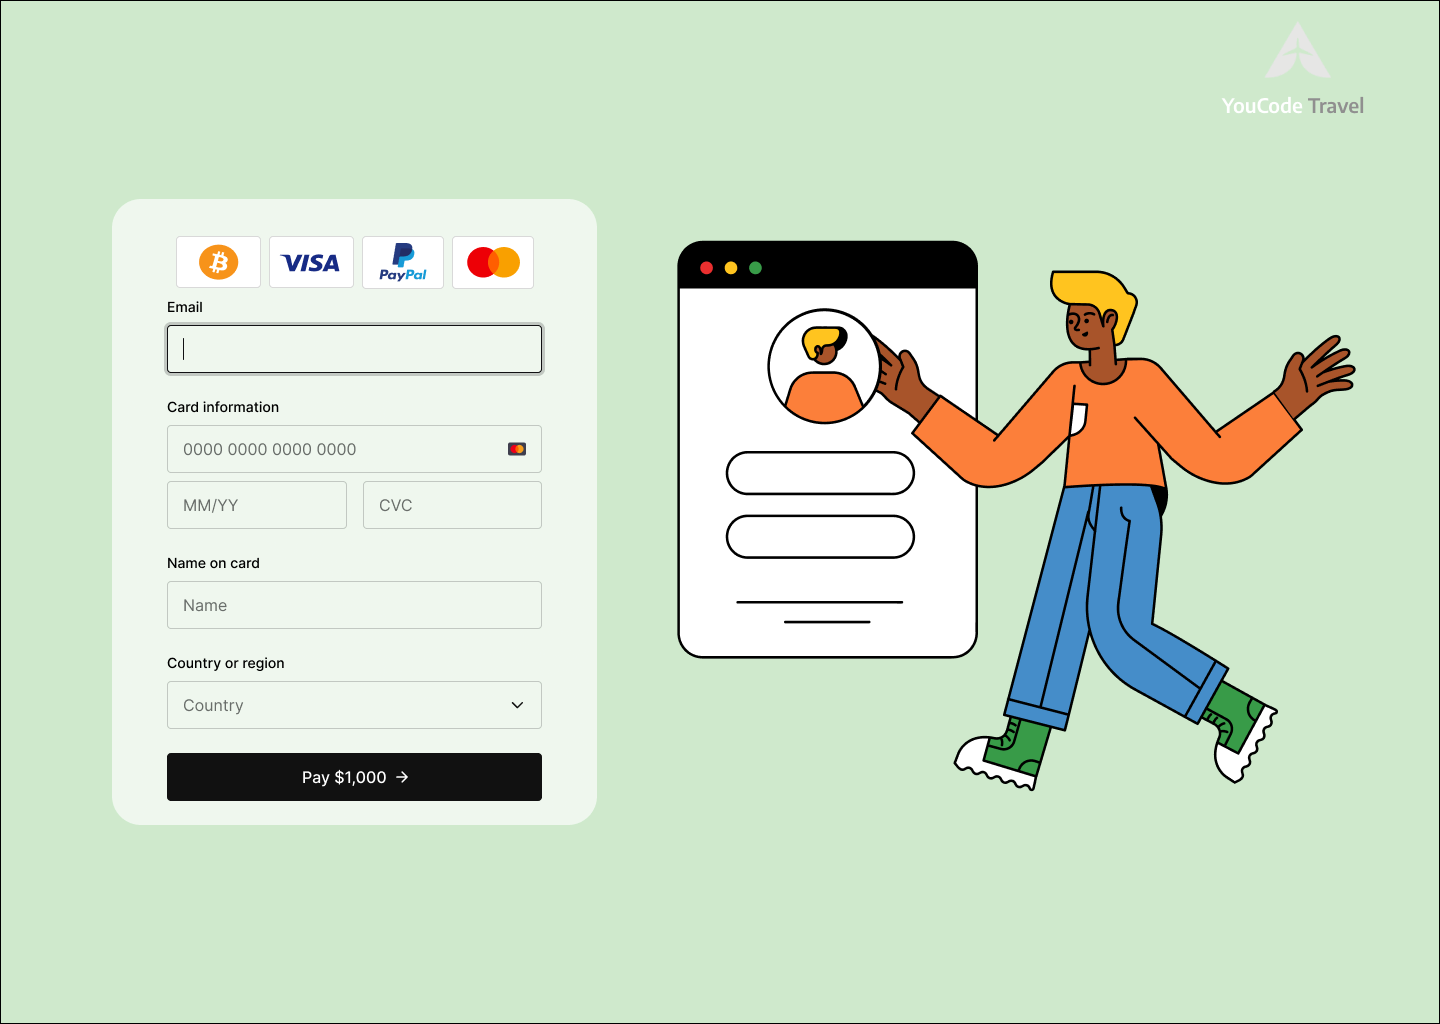 YouCode Travel
VISA
PayPal
Email
Card information
0000 0000 0000 0000
MM/YY
CVC
Name on card
Name
Country or region
Country
Pay $1,000 →